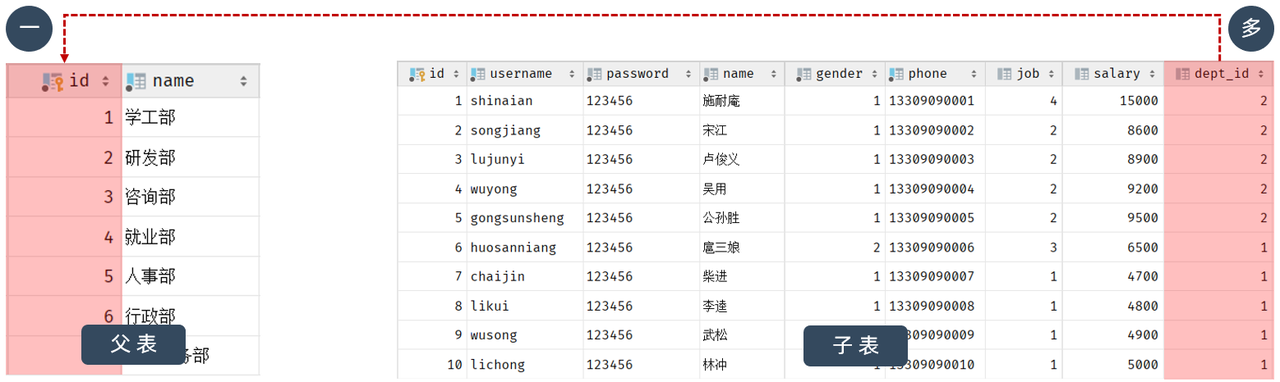 一
多
id name
1 学工部
2 研发部
3 咨询部
4 就业部
5 人事部
6 行政部
务部
父表
id username password name gender phone job salary dept_id
1 shinaian 123456 施耐庵 1 13309090001 4 15000 2
2 songjiang 123456 宋江 1 13309090002 2 8600 2
3 lujunyi 123456 卢俊义 1 13309090003 2 8900 2
4 wuyong 123456 吴用 1 13309090004 2 9200 2
5 gongsunsheng 123456 公孙胜 1 13309090005 2 9500 2
6 huosanniang 123456 扈三娘 2 13309090006 3 6500 1
7 chaijin 123456 柴进 1 13309090007 1 4700 1
8 likui 123456 李逵 1 13309090008 1 4800 1
9 wusong 123456 武松 09090009 1 4900 1
10 lichong 123456 林冲 1 13309090010 1 5000 1
子表